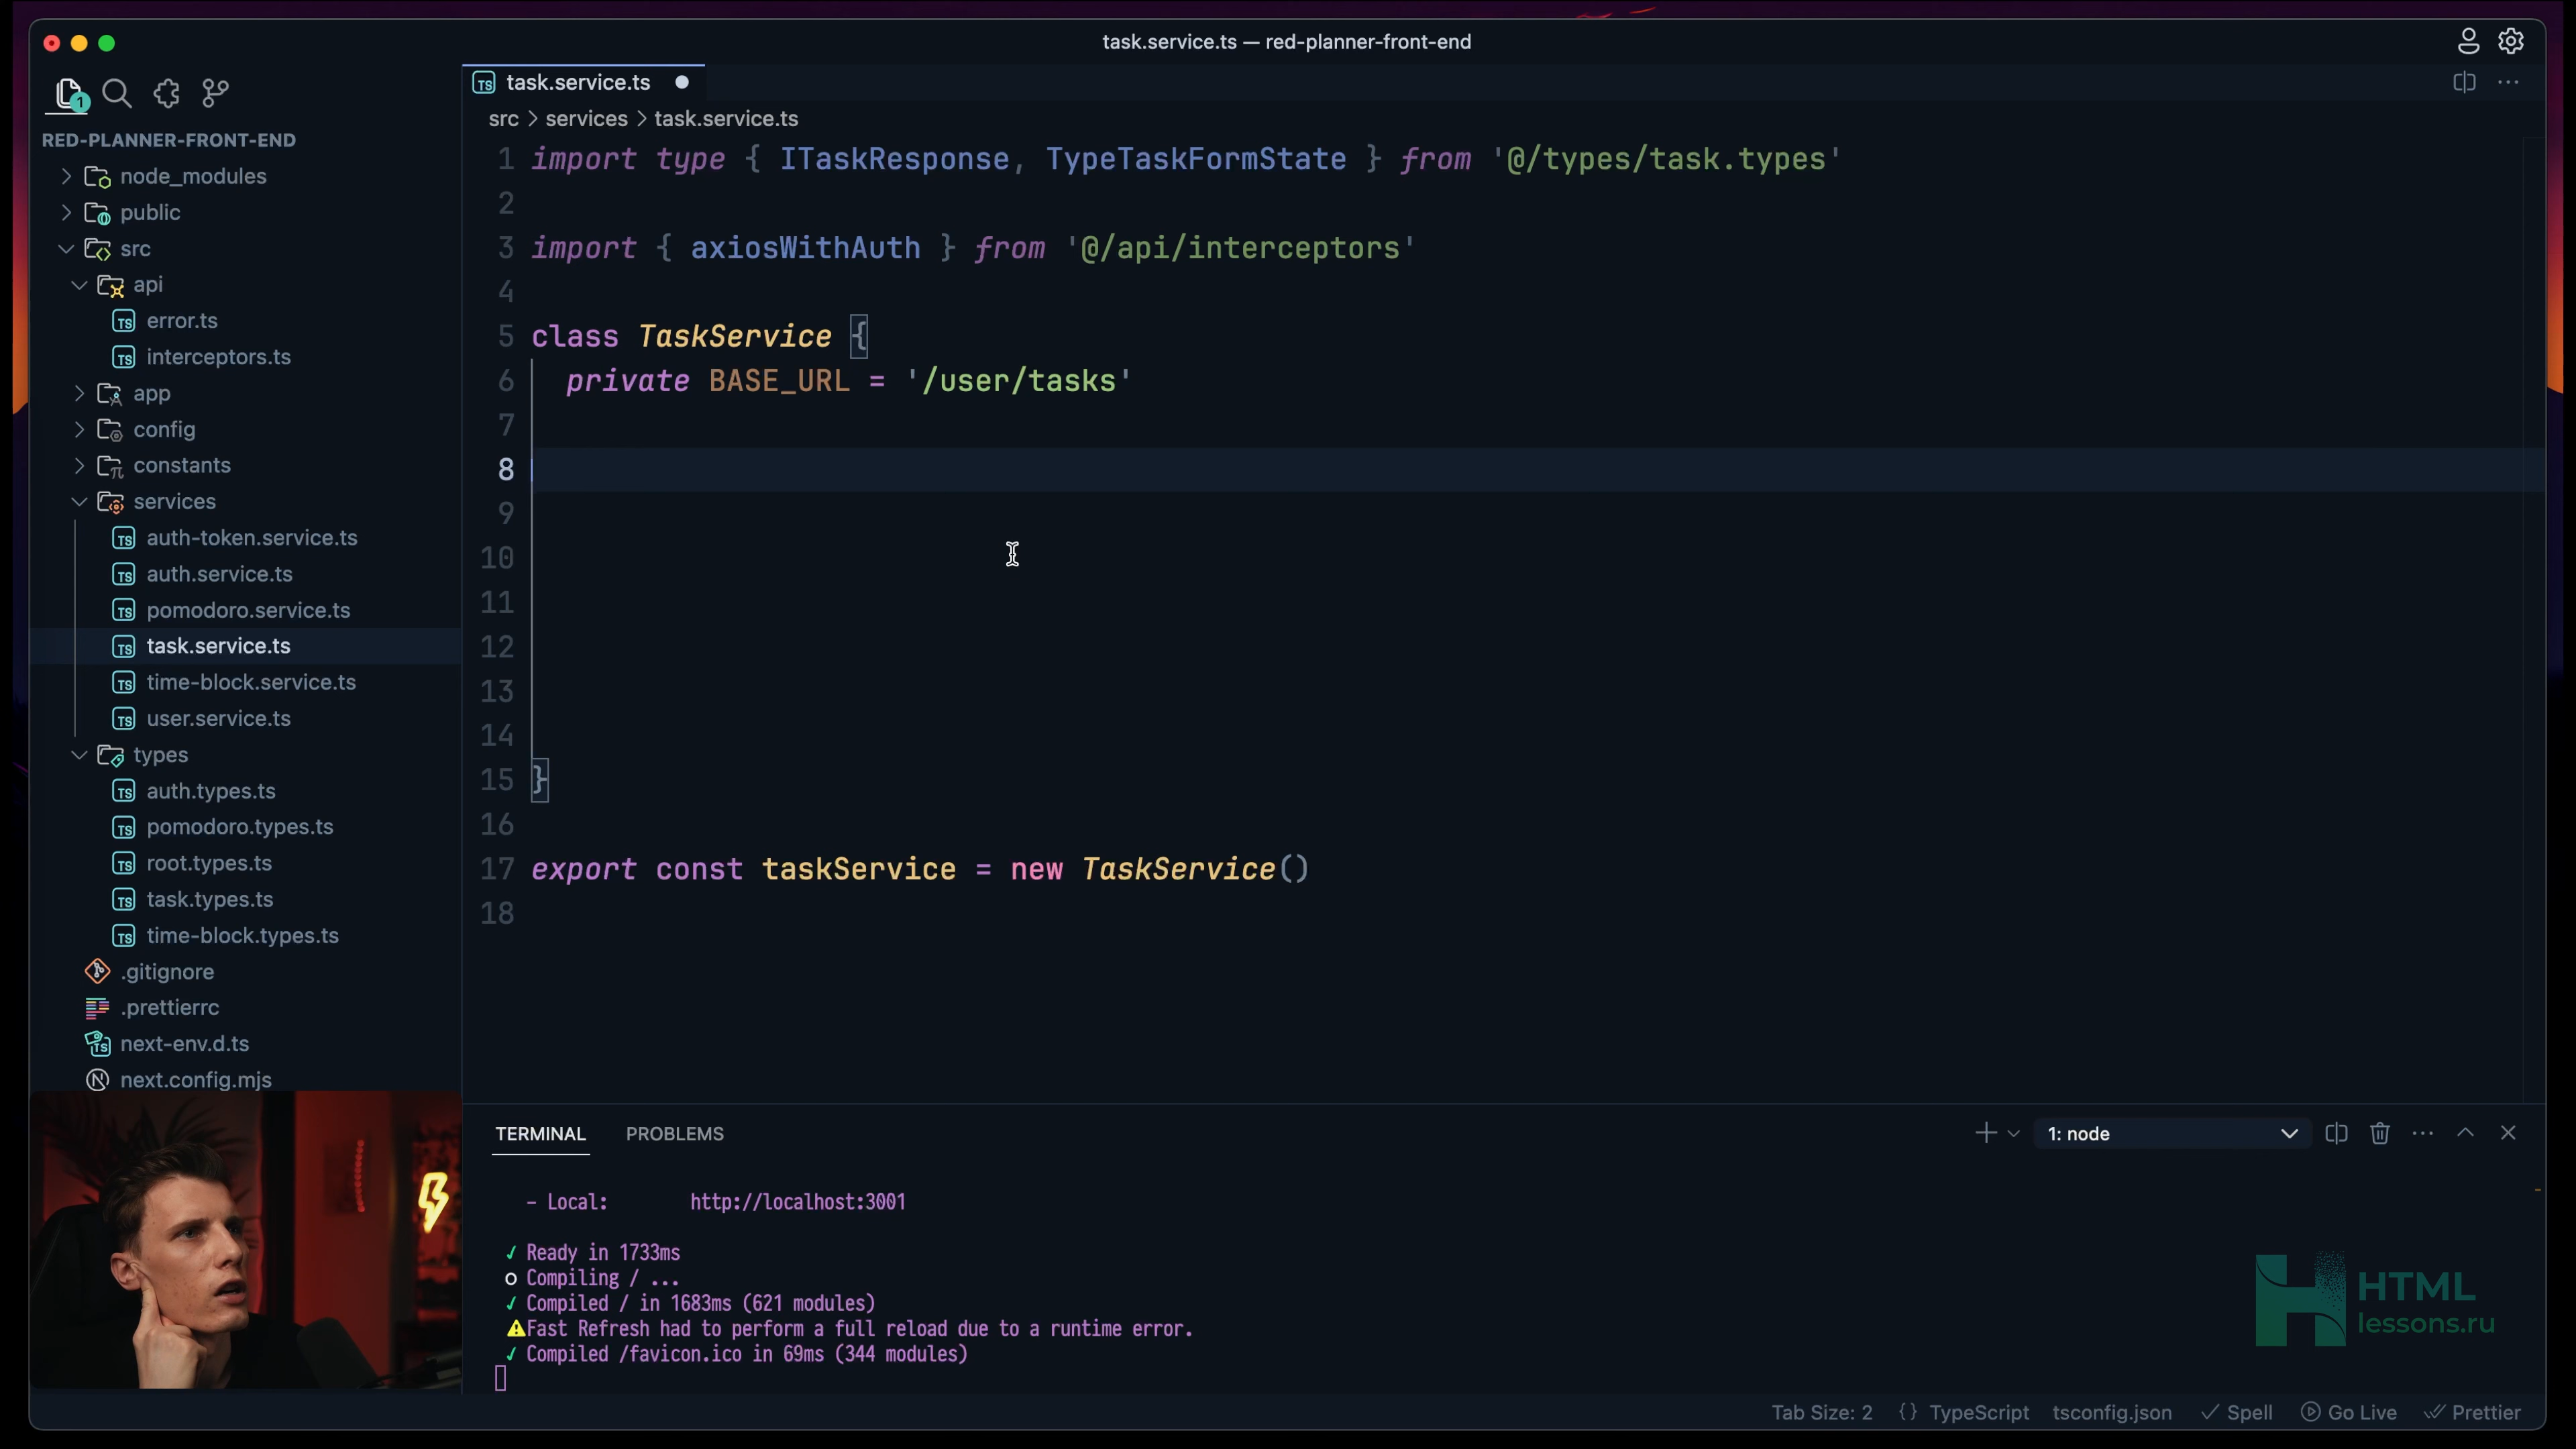 task.service.ts — red-planner-front-end
1
RED-PLANNER-FRONT-END
node_modules
public
src
api
error.ts
interceptors.ts
app
config
constants
services
auth-token.service.ts
auth.service.ts
pomodoro.service.ts
task.service.ts
time-block.service.ts
user.service.ts
types
auth.types.ts
pomodoro.types.ts
root.types.ts
task.types.ts
time-block.types.ts
.gitignore
.prettierrc
next-env.d.ts
next.config.mjs
TS task.service.ts
src > services > task.service.ts
1 import type { ITaskResponse, TypeTaskFormState } from '@/types/task.types'
2
3 import { axiosWithAuth } from '@/api/interceptors'
4
5 class TaskService {
6 private BASE_URL = '/user/tasks'
7
8
9
10
11
12
13
14
15 }
16
17 export const taskService = new TaskService()
18
TERMINAL PROBLEMS
1: node
- Local: http://localhost:3001
✓ Ready in 1733ms
○ Compiling / ...
✓ Compiled / in 1683ms (621 modules)
⚠Fast Refresh had to perform a full reload due to a runtime error.
✓ Compiled /favicon.ico in 69ms (344 modules)
HTML
lessons.ru
Tab Size: 2 {} TypeScript tsconfig.json ✓ Spell Go Live Prettier